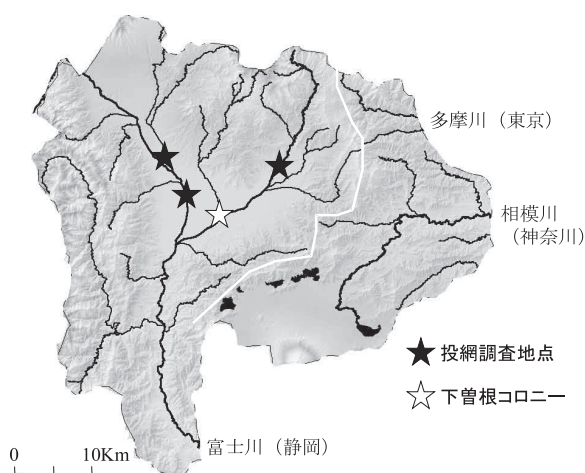 多摩川（東京）
相模川
（神奈川）
★投網調査地点
☆下曽根コロニー
富士川（静岡）
0 10Km